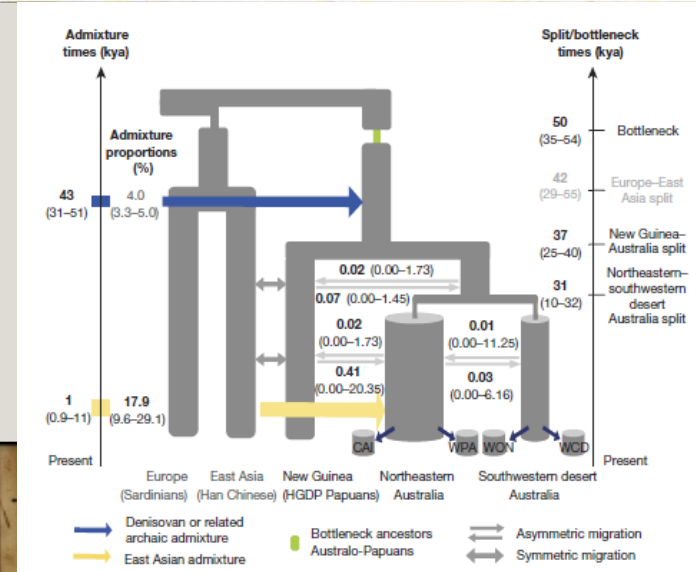 Admixture
times (kya)
Split/bottleneck
times (kya)
Admixture
proportions
(%)
50
(35–54)
Bottleneck
43
(31–51)
4.0
(3.3–5.0)
42
(29–55)
Europe–East
Asia split
37
(25–40)
New Guinea–
Australia split
0.02 (0.00–1.73)
0.07 (0.00–1.45)
31
(10–32)
Northeastern–
southwestern
desert
Australia split
0.02
(0.00–1.73)
0.41
(0.00–20.35)
0.01
(0.00–11.25)
0.03
(0.00–6.16)
1
(0.9–11)
17.9
(9.6–29.1)
CAI
WPA
WON
WCD
Present
Present
Europe
(Sardinians)
East Asia
(Han Chinese)
New Guinea
(HGDP Papuans)
Northeastern
Australia
Southwestern desert
Australia
Denisovan or related
archaic admixture
East Asian admixture
Bottleneck ancestors
Australo-Papuans
Asymmetric migration
Symmetric migration